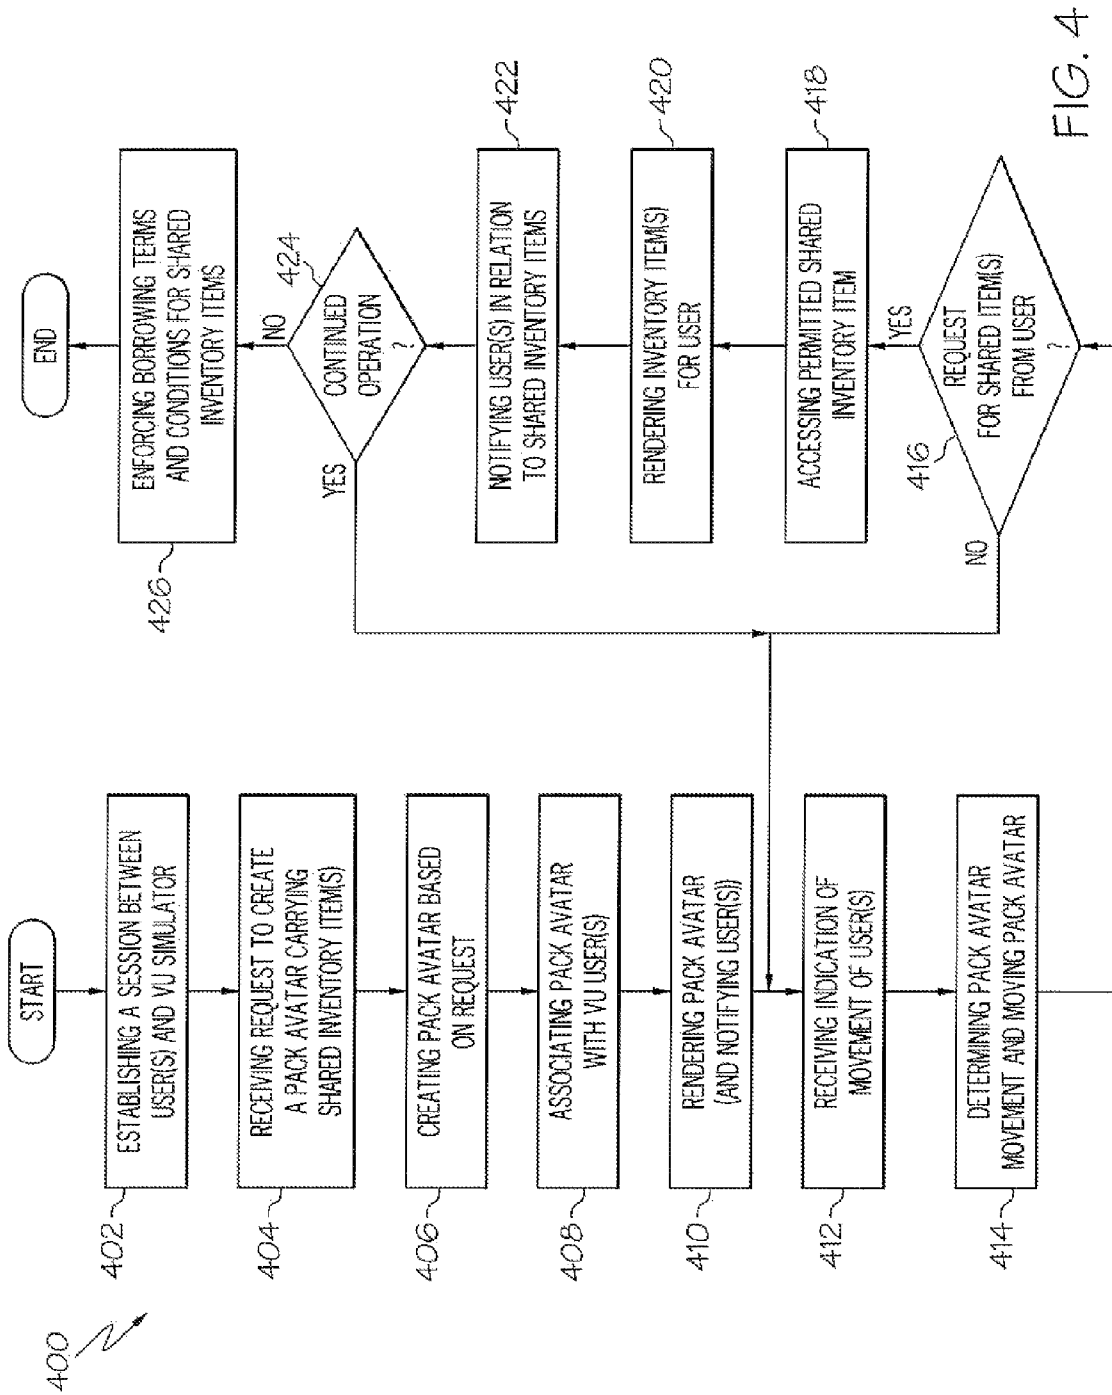 400
START
402
ESTABLISHING A SESSION BETWEEN
USER(S) AND VU SIMULATOR
404
RECEIVING REQUEST TO CREATE
A PACK AVATAR CARRYING
SHARED INVENTORY ITEM(S)
406
CREATING PACK AVATAR BASED
ON REQUEST
408
ASSOCIATING PACK AVATAR
WITH VU USER(S)
410
RENDERING PACK AVATAR
(AND NOTIFYING USER(S))
412
RECEIVING INDICATION OF
MOVEMENT OF USER(S)
414
DETERMINING PACK AVATAR
MOVEMENT AND MOVING PACK AVATAR
416
REQUEST
FOR SHARED ITEM(S)
FROM USER
?
NO
YES
418
ACCESSING PERMITTED SHARED
INVENTORY ITEM
420
RENDERING INVENTORY ITEM(S)
FOR USER
422
NOTIFYING USER(S) IN RELATION
TO SHARED INVENTORY ITEMS
424
CONTINUED
OPERATION
?
YES
NO
426
ENFORCING BORROWING TERMS
AND CONDITIONS FOR SHARED
INVENTORY ITEMS
END
FIG. 4